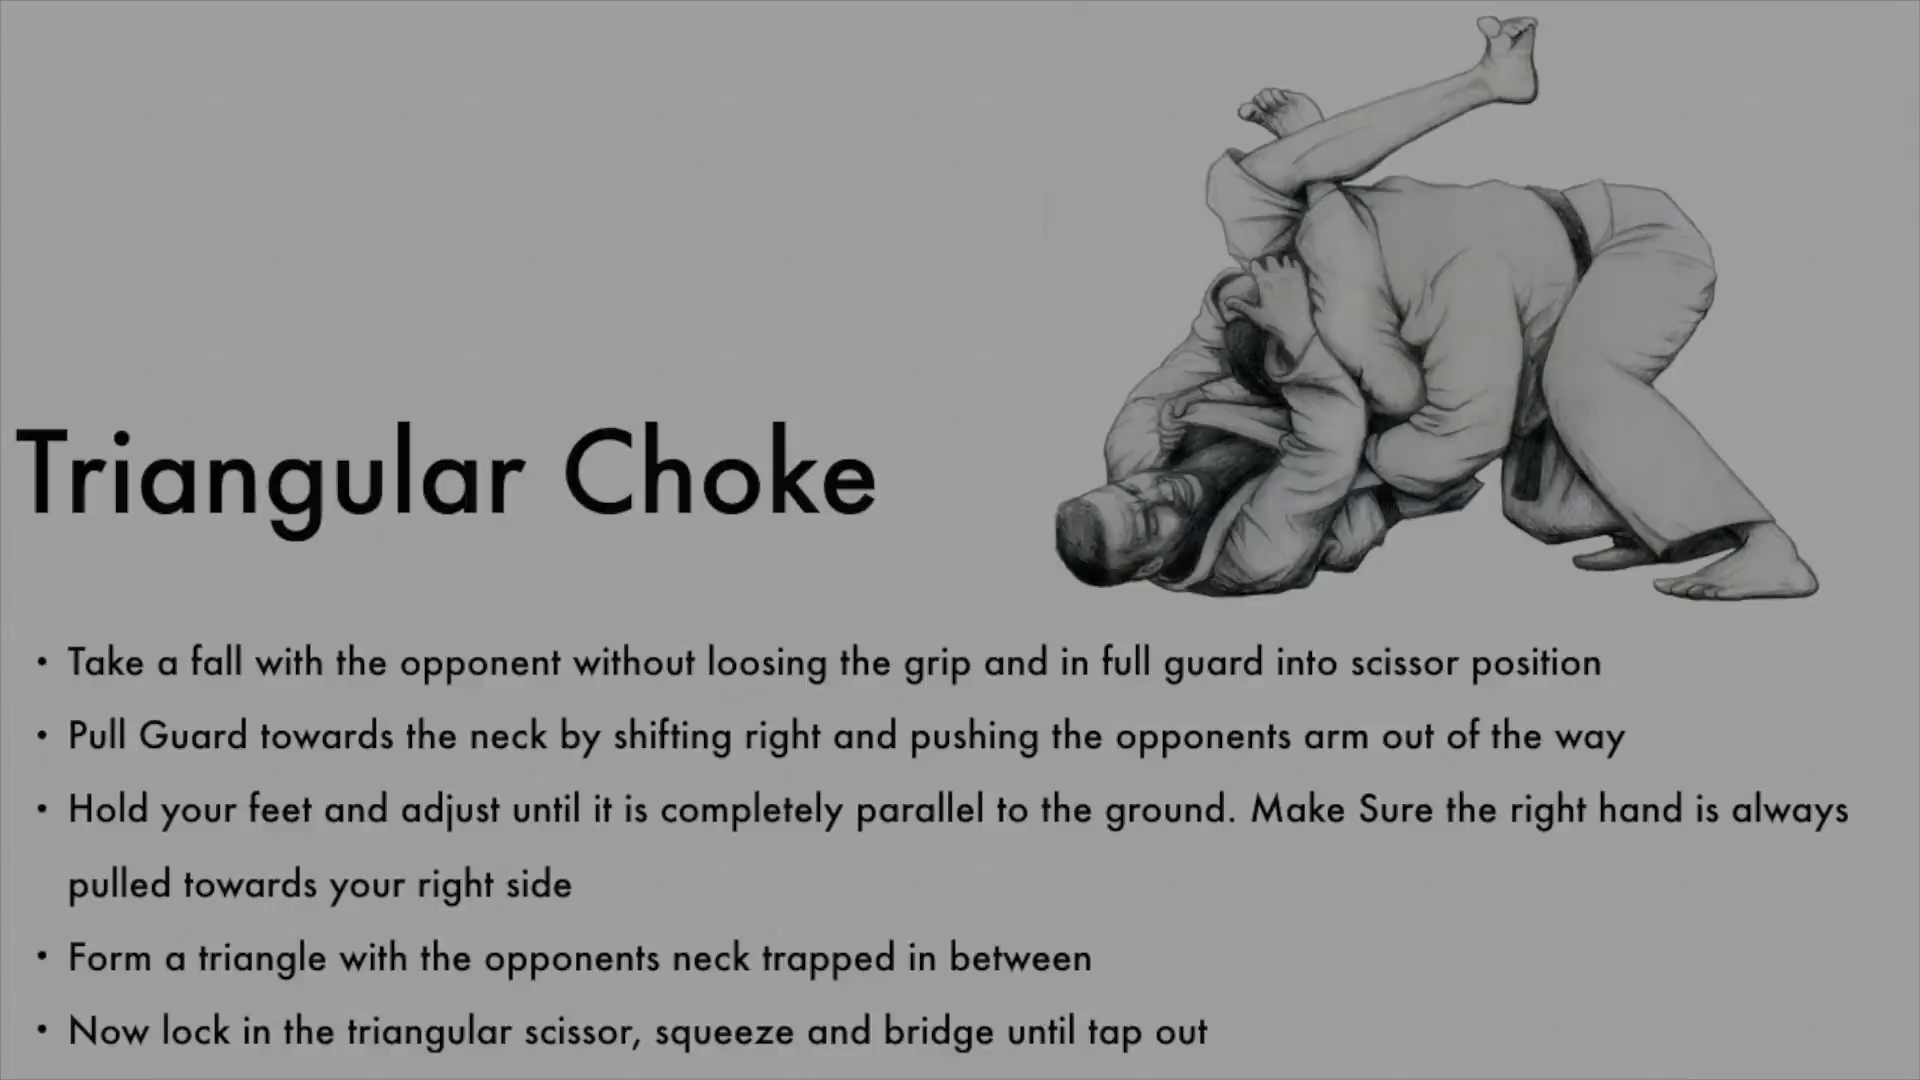 Triangular Choke
• Take a fall with the opponent without loosing the grip and in full guard into scissor position
• Pull Guard towards the neck by shifting right and pushing the opponents arm out of the way
• Hold your feet and adjust until it is completely parallel to the ground. Make Sure the right hand is always
pulled towards your right side
• Form a triangle with the opponents neck trapped in between
• Now lock in the triangular scissor, squeeze and bridge until tap out